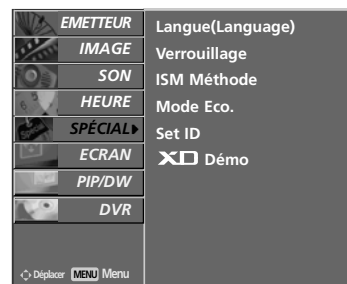 EMETTEUR
IMAGE
SON
HEURE
SPÉCIAL
ECRAN
PIP/DW
DVR
Déplacer MENU Menu
Langue(Language)
Verrouillage
ISM Méthode
Mode Eco.
Set ID
XD Démo